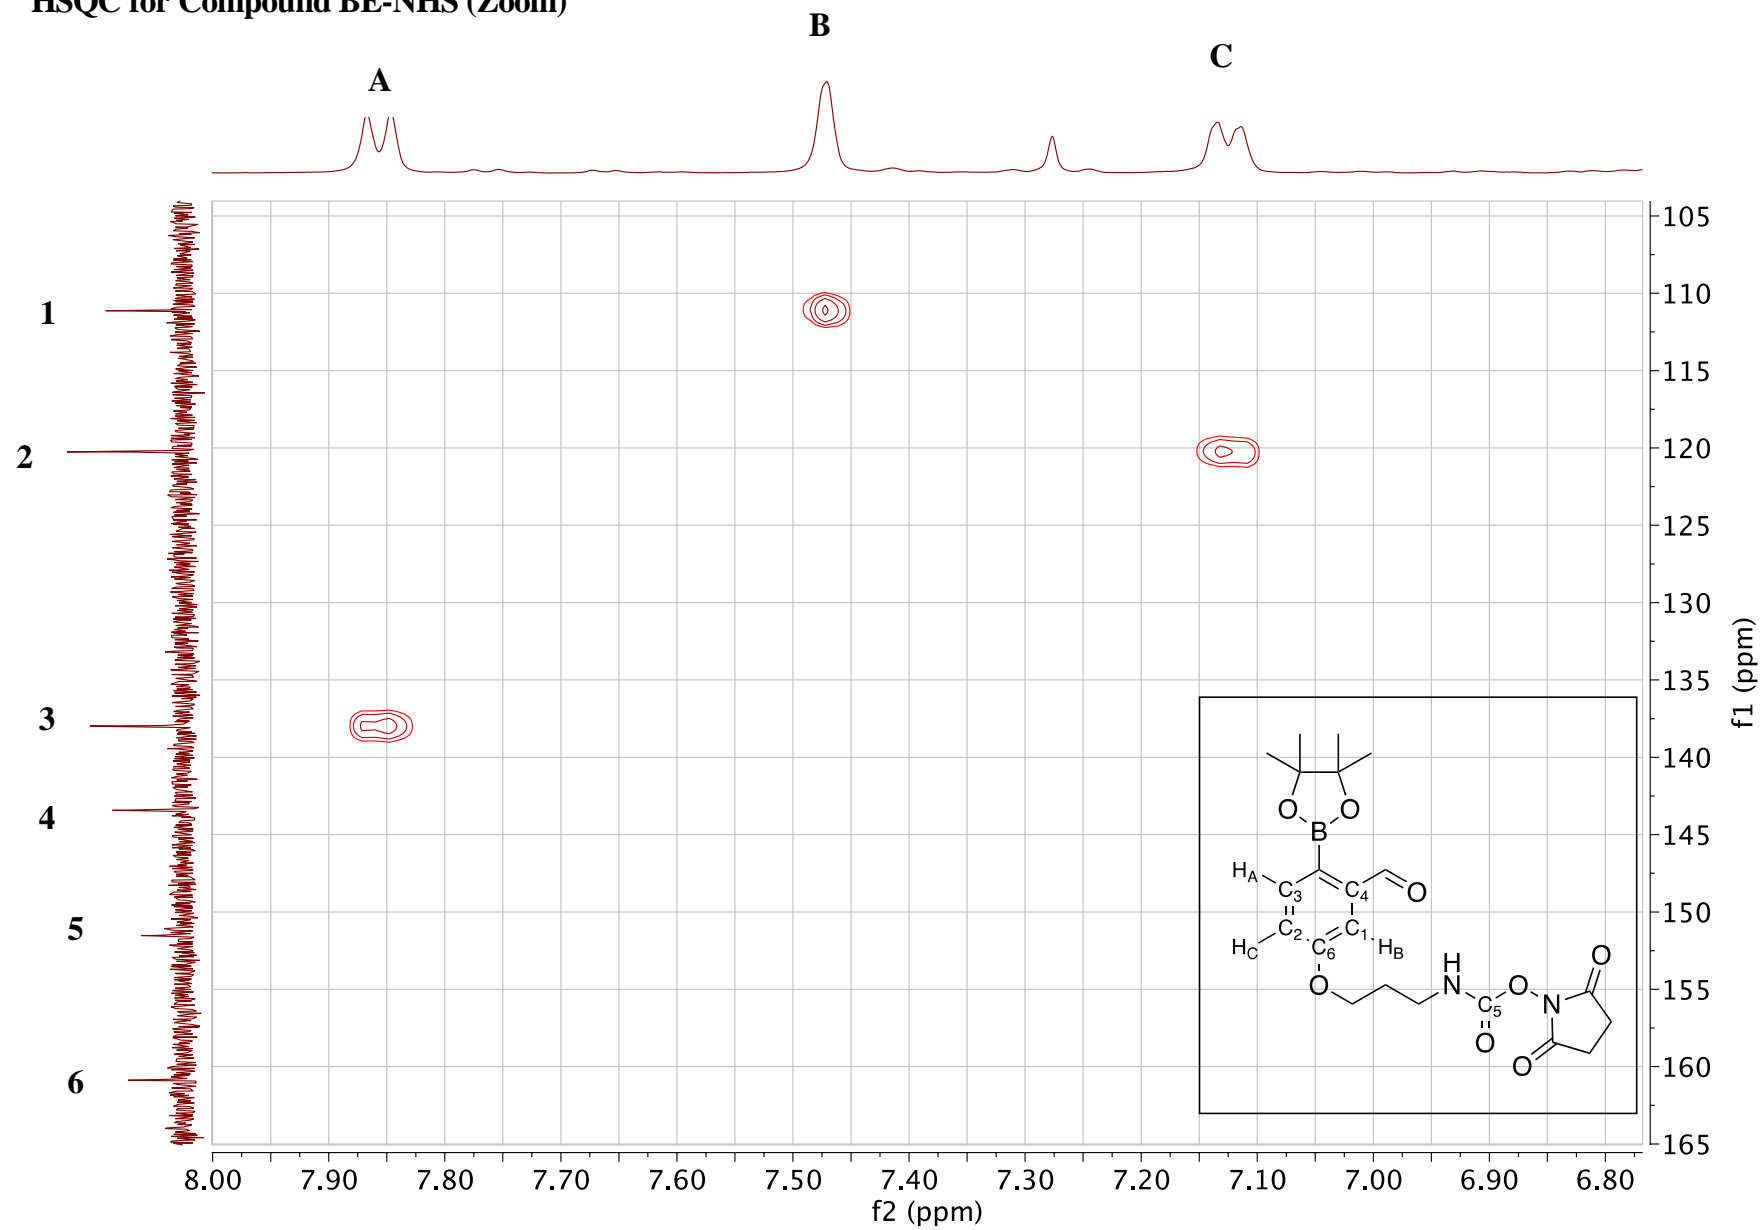 HSQC for Compound BE-NHS (Zoom)
B
C
A
1
2
3
4
5
6
105
110
115
120
125
130
135
140
145
150
155
160
165
f1 (ppm)
8.00 7.90 7.80 7.70 7.60 7.50 7.40 7.30 7.20 7.10 7.00 6.90 6.80
f2 (ppm)
O O
B
HA C3 C4 O
HC C2 C6 C1 HB
O H
N C5 O N O
O O